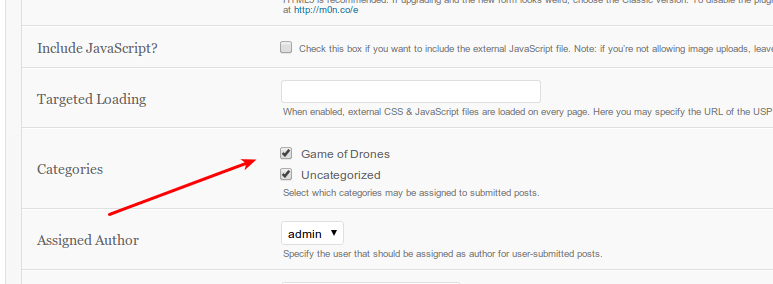 HTML5 is recommended. If upgrading and the new form looks weird, choose the Classic version. To disable the plug
at http://m0n.co/e
Include JavaScript?
Check this box if you want to include the external JavaScript file. Note: if you're not allowing image uploads, leave
Targeted Loading
When enabled, external CSS & JavaScript files are loaded on every page. Here you may specify the URL of the USP
Categories
Game of Drones
Uncategorized
Select which categories may be assigned to submitted posts.
Assigned Author
admin
Specify the user that should be assigned as author for user-submitted posts.